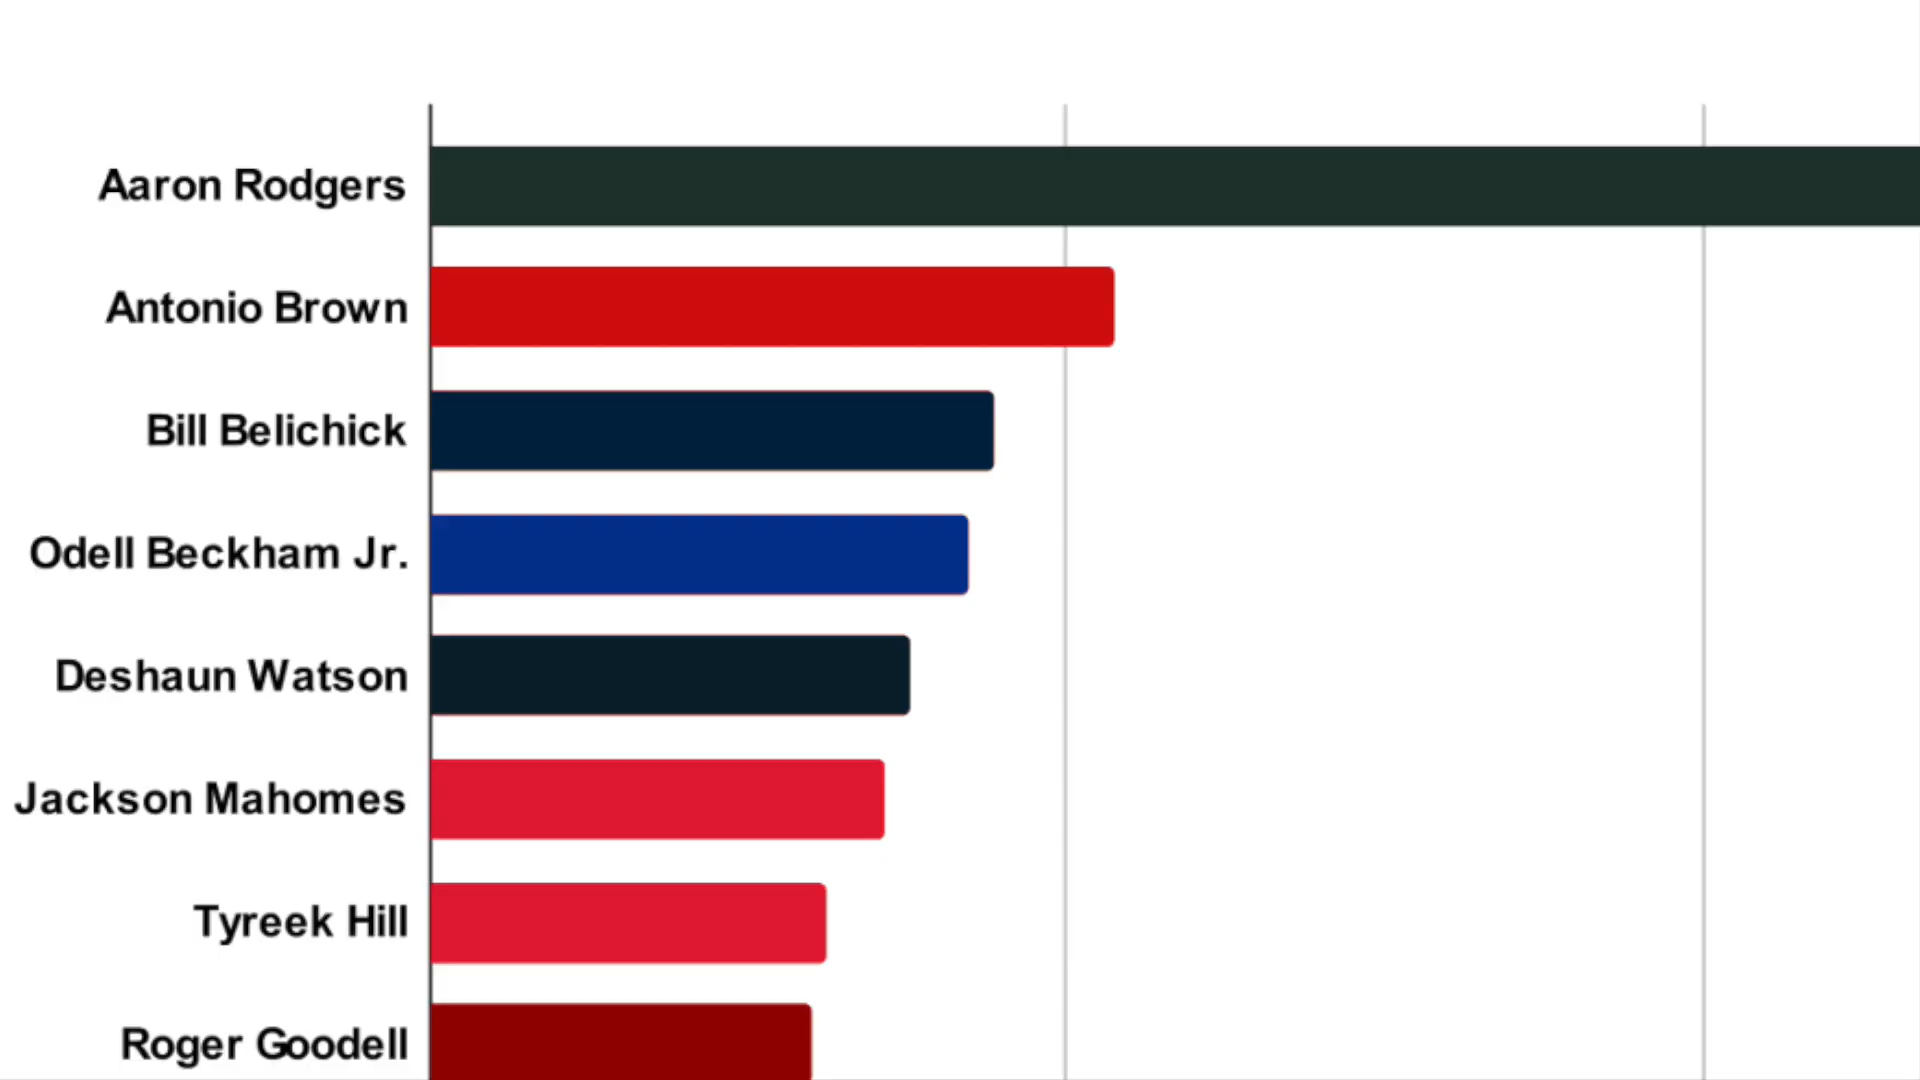 Aaron Rodgers
Antonio Brown
Bill Belichick
Odell Beckham Jr.
Deshaun Watson
Jackson Mahomes
Tyreek Hill
Roger Goodell